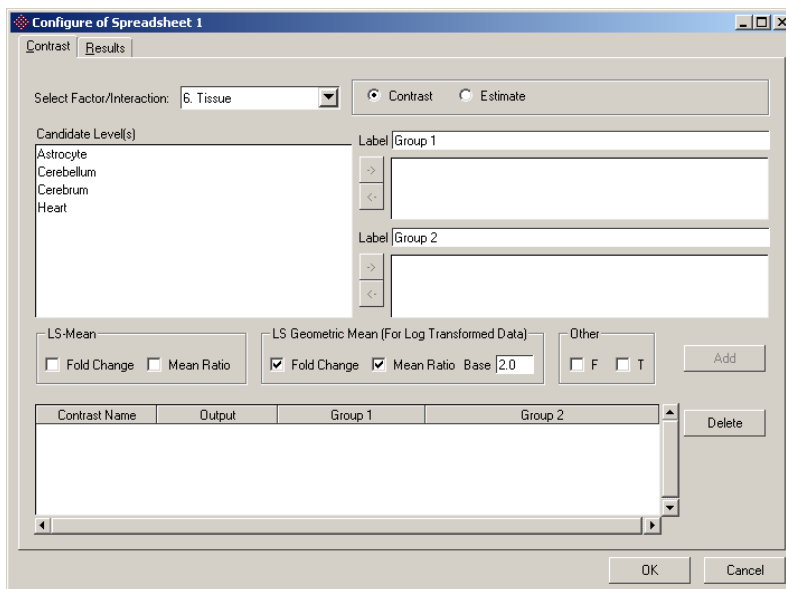 Configure of Spreadsheet 1
Contrast Results
Select Factor/Interaction: 6. Tissue Contrast Estimate
Candidate Level(s)
Astrocyte
Cerebellum
Cerebrum
Heart
Label Group 1
->
<-
Label Group 2
->
<-
LS-Mean
Fold Change Mean Ratio
LS Geometric Mean (For Log Transformed Data)
Fold Change Mean Ratio Base 2.0
Other
F T
Add
Contrast Name Output Group 1 Group 2
Delete
OK Cancel